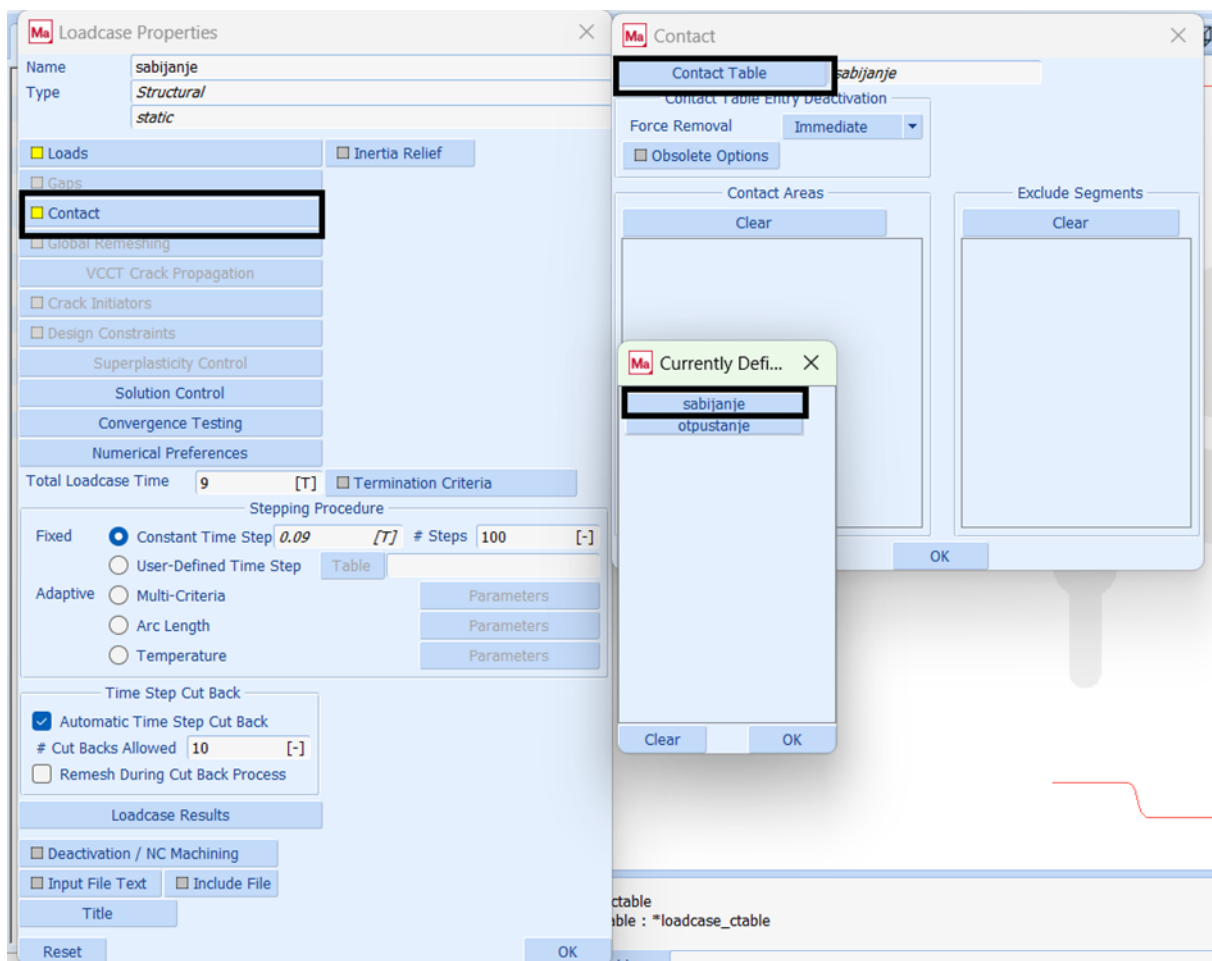 Ma Loadcase Properties
Name sabijanje
Type Structural
static
Loads Inertia Relief
Gaps
Contact
Global Remeshing
VCCT Crack Propagation
Crack Initiators
Design Constraints
Superplasticity Control
Solution Control
Convergence Testing
Numerical Preferences
Total Loadcase Time 9 [T] Termination Criteria
Stepping Procedure
Fixed Constant Time Step 0.09 [T] # Steps 100 [-]
User-Defined Time Step Table
Adaptive Multi-Criteria Parameters
Arc Length Parameters
Temperature Parameters
Time Step Cut Back
Automatic Time Step Cut Back
# Cut Backs Allowed 10 [-]
Remesh During Cut Back Process
Loadcase Results
Deactivation / NC Machining
Input File Text Include File
Title
Reset OK
Ma Contact
Contact Table sabijanje
Contact Table Entry Deactivation
Force Removal Immediate
Obsolete Options
Contact Areas Exclude Segments
Clear Clear
OK
Ma Currently Defi...
sabijanje
otpustanje
Clear OK
ctable
able : *loadcase_ctable